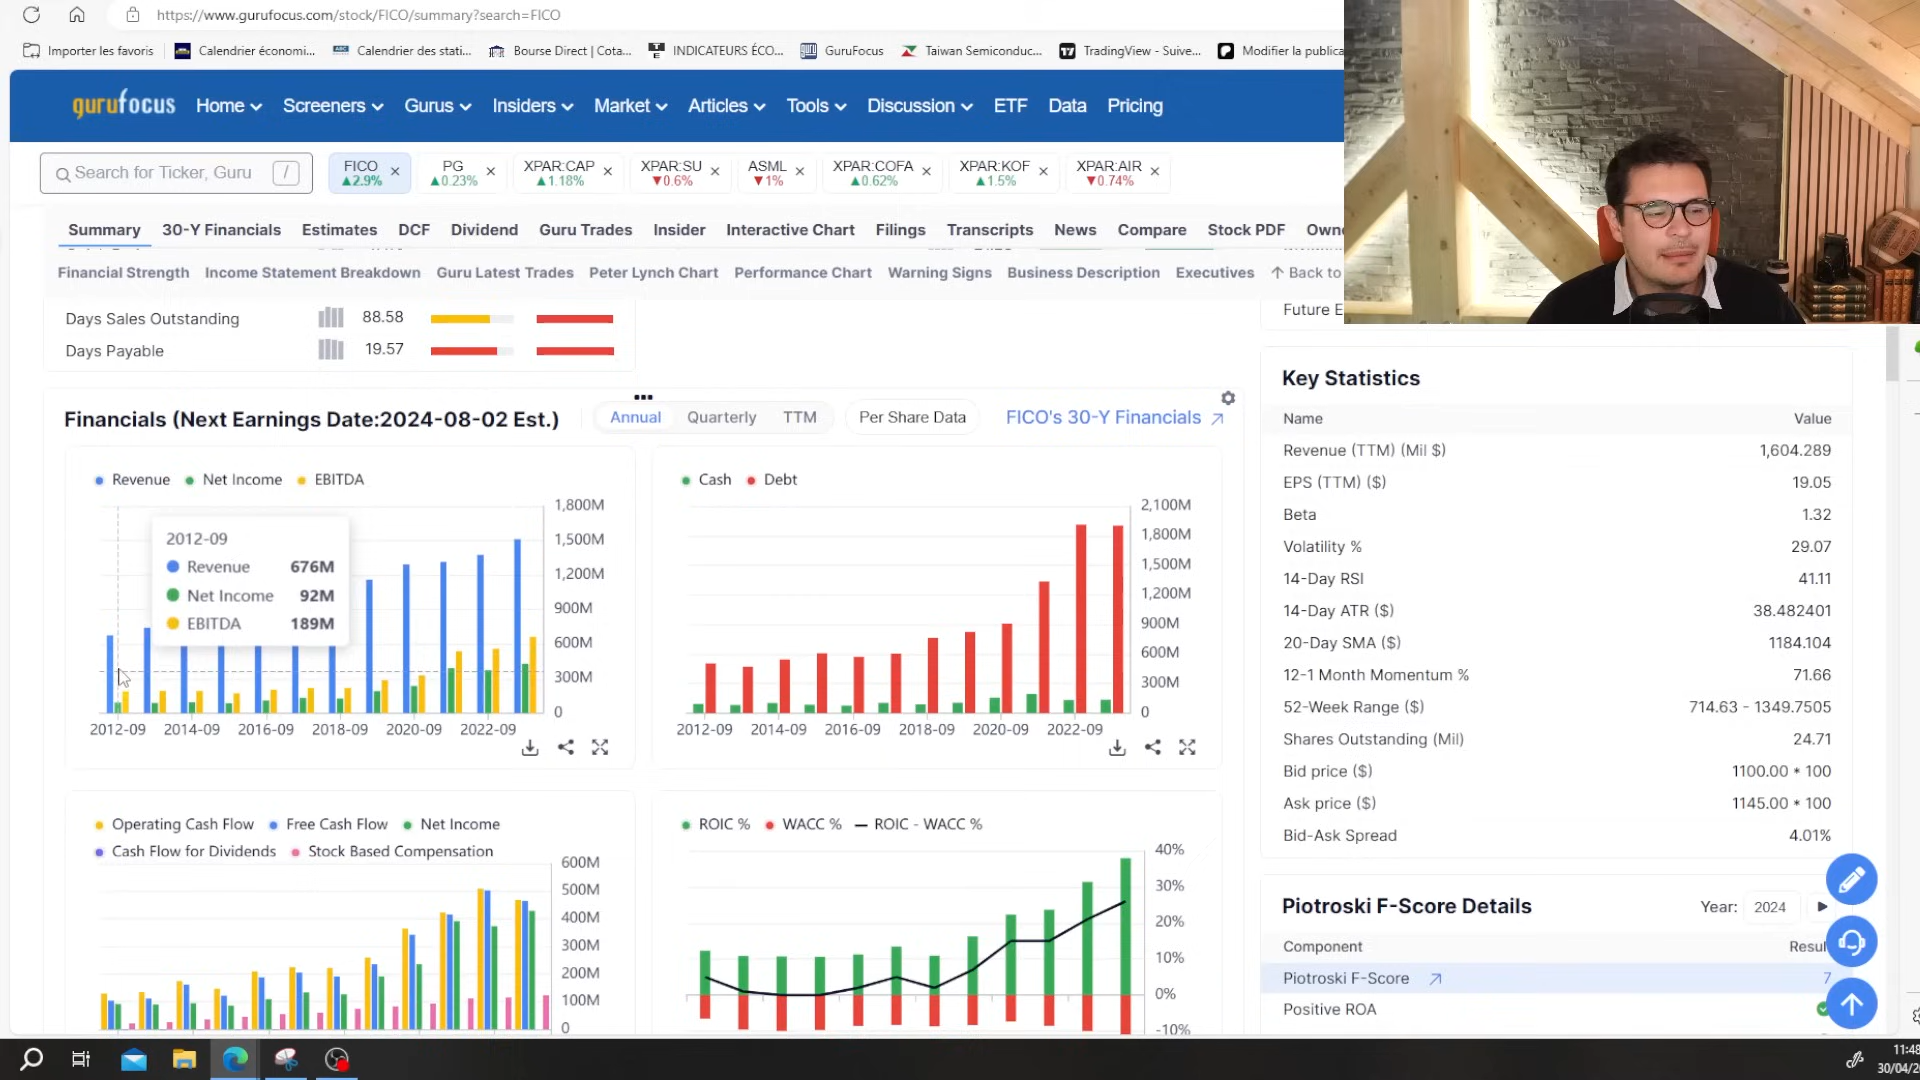 https://www.gurufocus.com/stock/FICO/summary?search=FICO
Importer les favoris
Calendrier économi...
Calendrier des stati...
Bourse Direct | Cota...
INDICATEURS ÉCO...
GuruFocus
Taiwan Semiconduc...
TradingView - Suive...
Modifier la publica
gurufocus
Home
Screeners
Gurus
Insiders
Market
Articles
Tools
Discussion
ETF
Data
Pricing
Search for Ticker, Guru
/
FICO
▲2.9%
PG
▲0.23%
XPAR:CAP
▲1.18%
XPAR:SU
▼0.6%
ASML
▼1%
XPAR:COFA
▲0.62%
XPAR:KOF
▲1.5%
XPAR:AIR
▼0.74%
Summary
30-Y Financials
Estimates
DCF
Dividend
Guru Trades
Insider
Interactive Chart
Filings
Transcripts
News
Compare
Stock PDF
Owne
Financial Strength
Income Statement Breakdown
Guru Latest Trades
Peter Lynch Chart
Performance Chart
Warning Signs
Business Description
Executives
Back to
Days Sales Outstanding 88.58
Days Payable 19.57
Future E
Financials (Next Earnings Date:2024-08-02 Est.)
Annual
Quarterly
TTM
Per Share Data
FICO's 30-Y Financials
Revenue
Net Income
EBITDA
1,800M
1,500M
1,200M
900M
600M
300M
0
2012-09
Revenue 676M
Net Income 92M
EBITDA 189M
2012-09
2014-09
2016-09
2018-09
2020-09
2022-09
Cash
Debt
2,100M
1,800M
1,500M
1,200M
900M
600M
300M
0
2012-09
2014-09
2016-09
2018-09
2020-09
2022-09
Operating Cash Flow
Free Cash Flow
Net Income
Cash Flow for Dividends
Stock Based Compensation
600M
500M
400M
300M
200M
100M
0
ROIC %
WACC %
ROIC - WACC %
40%
30%
20%
10%
0%
-10%
Key Statistics
Name Value
Revenue (TTM) (Mil $) 1,604.289
EPS (TTM) ($) 19.05
Beta 1.32
Volatility % 29.07
14-Day RSI 41.11
14-Day ATR ($) 38.482401
20-Day SMA ($) 1184.104
12-1 Month Momentum % 71.66
52-Week Range ($) 714.63 - 1349.7505
Shares Outstanding (Mil) 24.71
Bid price ($) 1100.00 * 100
Ask price ($) 1145.00 * 100
Bid-Ask Spread 4.01%
Piotroski F-Score Details
Year: 2024
Component Resul
Piotroski F-Score 7
Positive ROA
11:48
30/04/20